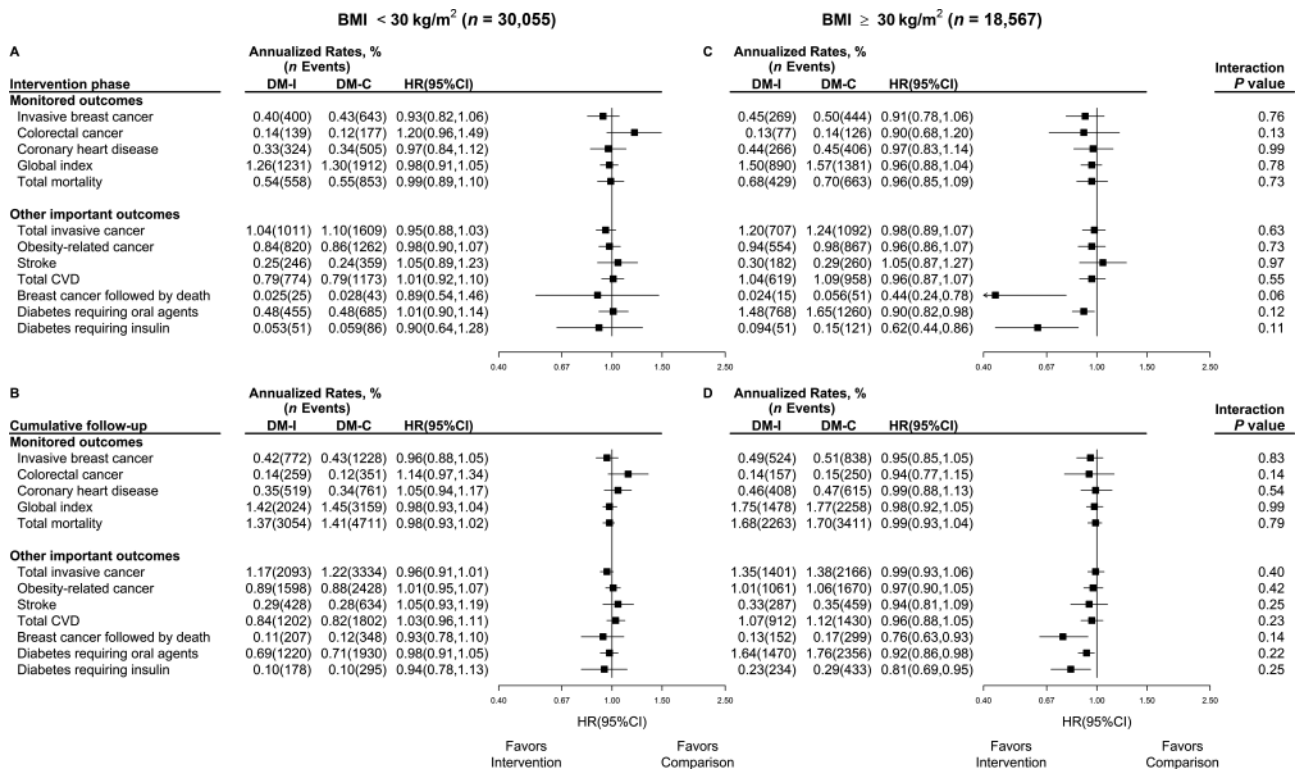 BMI < 30 kg/m² (n = 30,055) BMI ≥ 30 kg/m² (n = 18,567)
A Annualized Rates, % C Annualized Rates, %
(n Events) (n Events) Interaction
Intervention phase DM-I DM-C HR(95%CI) DM-I DM-C HR(95%CI) P value
Monitored outcomes
Invasive breast cancer 0.40(400) 0.43(643) 0.93(0.82,1.06) 0.45(269) 0.50(444) 0.91(0.78,1.06) 0.76
Colorectal cancer 0.14(139) 0.12(177) 1.20(0.96,1.49) 0.13(77) 0.14(126) 0.90(0.68,1.20) 0.13
Coronary heart disease 0.33(324) 0.34(505) 0.97(0.84,1.12) 0.44(266) 0.45(406) 0.97(0.83,1.14) 0.99
Global index 1.26(1231) 1.30(1912) 0.98(0.91,1.05) 1.50(890) 1.57(1381) 0.96(0.88,1.04) 0.78
Total mortality 0.54(558) 0.55(853) 0.99(0.89,1.10) 0.68(429) 0.70(663) 0.96(0.85,1.09) 0.73
Other important outcomes
Total invasive cancer 1.04(1011) 1.10(1609) 0.95(0.88,1.03) 1.20(707) 1.24(1092) 0.98(0.89,1.07) 0.63
Obesity-related cancer 0.84(820) 0.86(1262) 0.98(0.90,1.07) 0.94(554) 0.98(867) 0.96(0.86,1.07) 0.73
Stroke 0.25(246) 0.24(359) 1.05(0.89,1.23) 0.30(182) 0.29(260) 1.05(0.87,1.27) 0.97
Total CVD 0.79(774) 0.79(1173) 1.01(0.92,1.10) 1.04(619) 1.09(958) 0.96(0.87,1.07) 0.55
Breast cancer followed by death 0.025(25) 0.028(43) 0.89(0.54,1.46) 0.024(15) 0.056(51) 0.44(0.24,0.78) 0.06
Diabetes requiring oral agents 0.48(455) 0.48(685) 1.01(0.90,1.14) 1.48(768) 1.65(1260) 0.90(0.82,0.98) 0.12
Diabetes requiring insulin 0.053(51) 0.059(86) 0.90(0.64,1.28) 0.094(51) 0.15(121) 0.62(0.44,0.86) 0.11
0.40 0.67 1.00 1.50 2.50 0.40 0.67 1.00 1.50 2.50
B Annualized Rates, % D Annualized Rates, %
(n Events) (n Events) Interaction
Cumulative follow-up DM-I DM-C HR(95%CI) DM-I DM-C HR(95%CI) P value
Monitored outcomes
Invasive breast cancer 0.42(772) 0.43(1228) 0.96(0.88,1.05) 0.49(524) 0.51(838) 0.95(0.85,1.05) 0.83
Colorectal cancer 0.14(259) 0.12(351) 1.14(0.97,1.34) 0.14(157) 0.15(250) 0.94(0.77,1.15) 0.14
Coronary heart disease 0.35(519) 0.34(761) 1.05(0.94,1.17) 0.46(408) 0.47(615) 0.99(0.88,1.13) 0.54
Global index 1.42(2024) 1.45(3159) 0.98(0.93,1.04) 1.75(1478) 1.77(2258) 0.98(0.92,1.05) 0.99
Total mortality 1.37(3054) 1.41(4711) 0.98(0.93,1.02) 1.68(2263) 1.70(3411) 0.99(0.93,1.04) 0.79
Other important outcomes
Total invasive cancer 1.17(2093) 1.22(3334) 0.96(0.91,1.01) 1.35(1401) 1.38(2166) 0.99(0.93,1.06) 0.40
Obesity-related cancer 0.89(1598) 0.88(2428) 1.01(0.95,1.07) 1.01(1061) 1.06(1670) 0.97(0.90,1.05) 0.42
Stroke 0.29(428) 0.28(634) 1.05(0.93,1.19) 0.33(287) 0.35(459) 0.94(0.81,1.09) 0.25
Total CVD 0.84(1202) 0.82(1802) 1.03(0.96,1.11) 1.07(912) 1.12(1430) 0.96(0.88,1.05) 0.23
Breast cancer followed by death 0.11(207) 0.12(348) 0.93(0.78,1.10) 0.13(152) 0.17(299) 0.76(0.63,0.93) 0.14
Diabetes requiring oral agents 0.69(1220) 0.71(1930) 0.98(0.91,1.05) 1.64(1470) 1.76(2356) 0.92(0.86,0.98) 0.22
Diabetes requiring insulin 0.10(178) 0.10(295) 0.94(0.78,1.13) 0.23(234) 0.29(433) 0.81(0.69,0.95) 0.25
0.40 0.67 1.00 1.50 2.50 0.40 0.67 1.00 1.50 2.50
HR(95%CI) HR(95%CI)
Favors Favors Favors Favors
Intervention Comparison Intervention Comparison